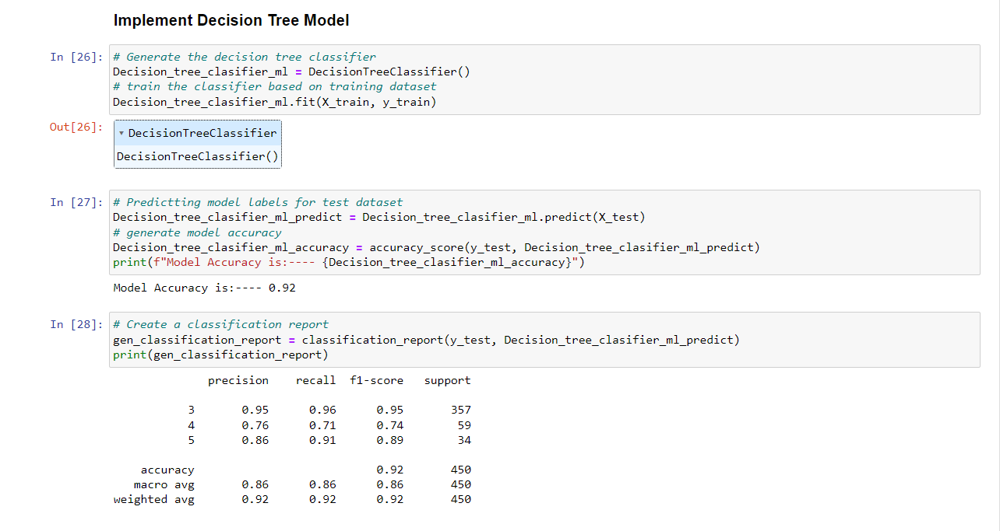 Implement Decision Tree Model
In [26]: # Generate the decision tree classifier
Decision_tree_clasifier_ml = DecisionTreeClassifier()
# train the classifier based on training dataset
Decision_tree_clasifier_ml.fit(X_train, y_train)
Out[26]: ▾ DecisionTreeClassifier
DecisionTreeClassifier()
In [27]: # Predictting model labels for test dataset
Decision_tree_clasifier_ml_predict = Decision_tree_clasifier_ml.predict(X_test)
# generate model accuracy
Decision_tree_clasifier_ml_accuracy = accuracy_score(y_test, Decision_tree_clasifier_ml_predict)
print(f"Model Accuracy is:---- {Decision_tree_clasifier_ml_accuracy}")
Model Accuracy is:---- 0.92
In [28]: # Create a classification report
gen_classification_report = classification_report(y_test, Decision_tree_clasifier_ml_predict)
print(gen_classification_report)
precision recall f1-score support
3 0.95 0.96 0.95 357
4 0.76 0.71 0.74 59
5 0.86 0.91 0.89 34
accuracy 0.92 450
macro avg 0.86 0.86 0.86 450
weighted avg 0.92 0.92 0.92 450